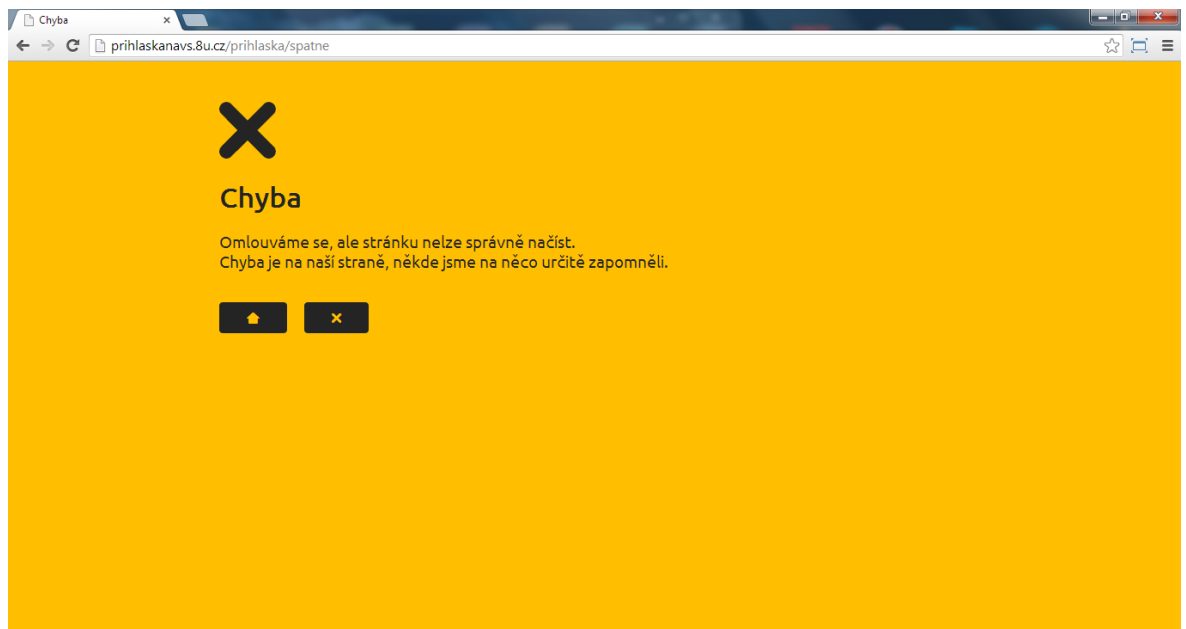 Chyba
prihlaskanavs.8u.cz/prihlaska/spatne
Chyba
Omlouváme se, ale stránku nelze správně načíst.
Chyba je na naší straně, někde jsme na něco určitě zapomněli.